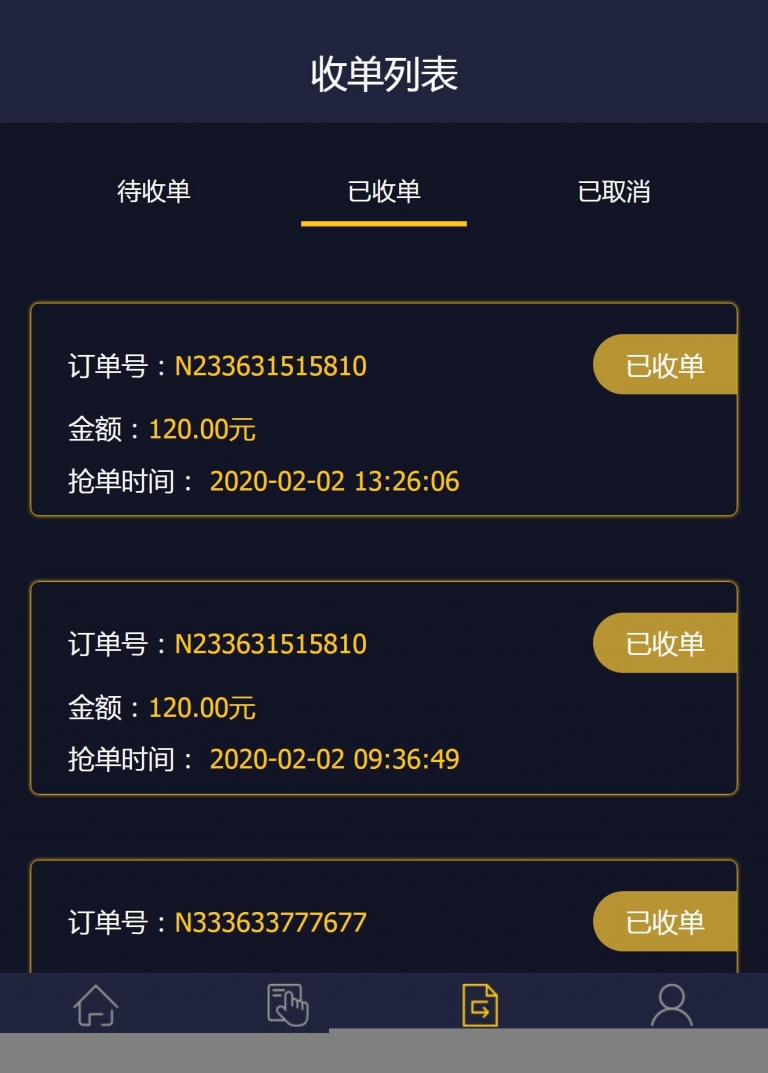 收单列表
待收单 已收单 已取消
订单号：N233631515810 已收单
金额：120.00元
抢单时间： 2020-02-02 13:26:06
订单号：N233631515810 已收单
金额：120.00元
抢单时间： 2020-02-02 09:36:49
订单号：N333633777677 已收单